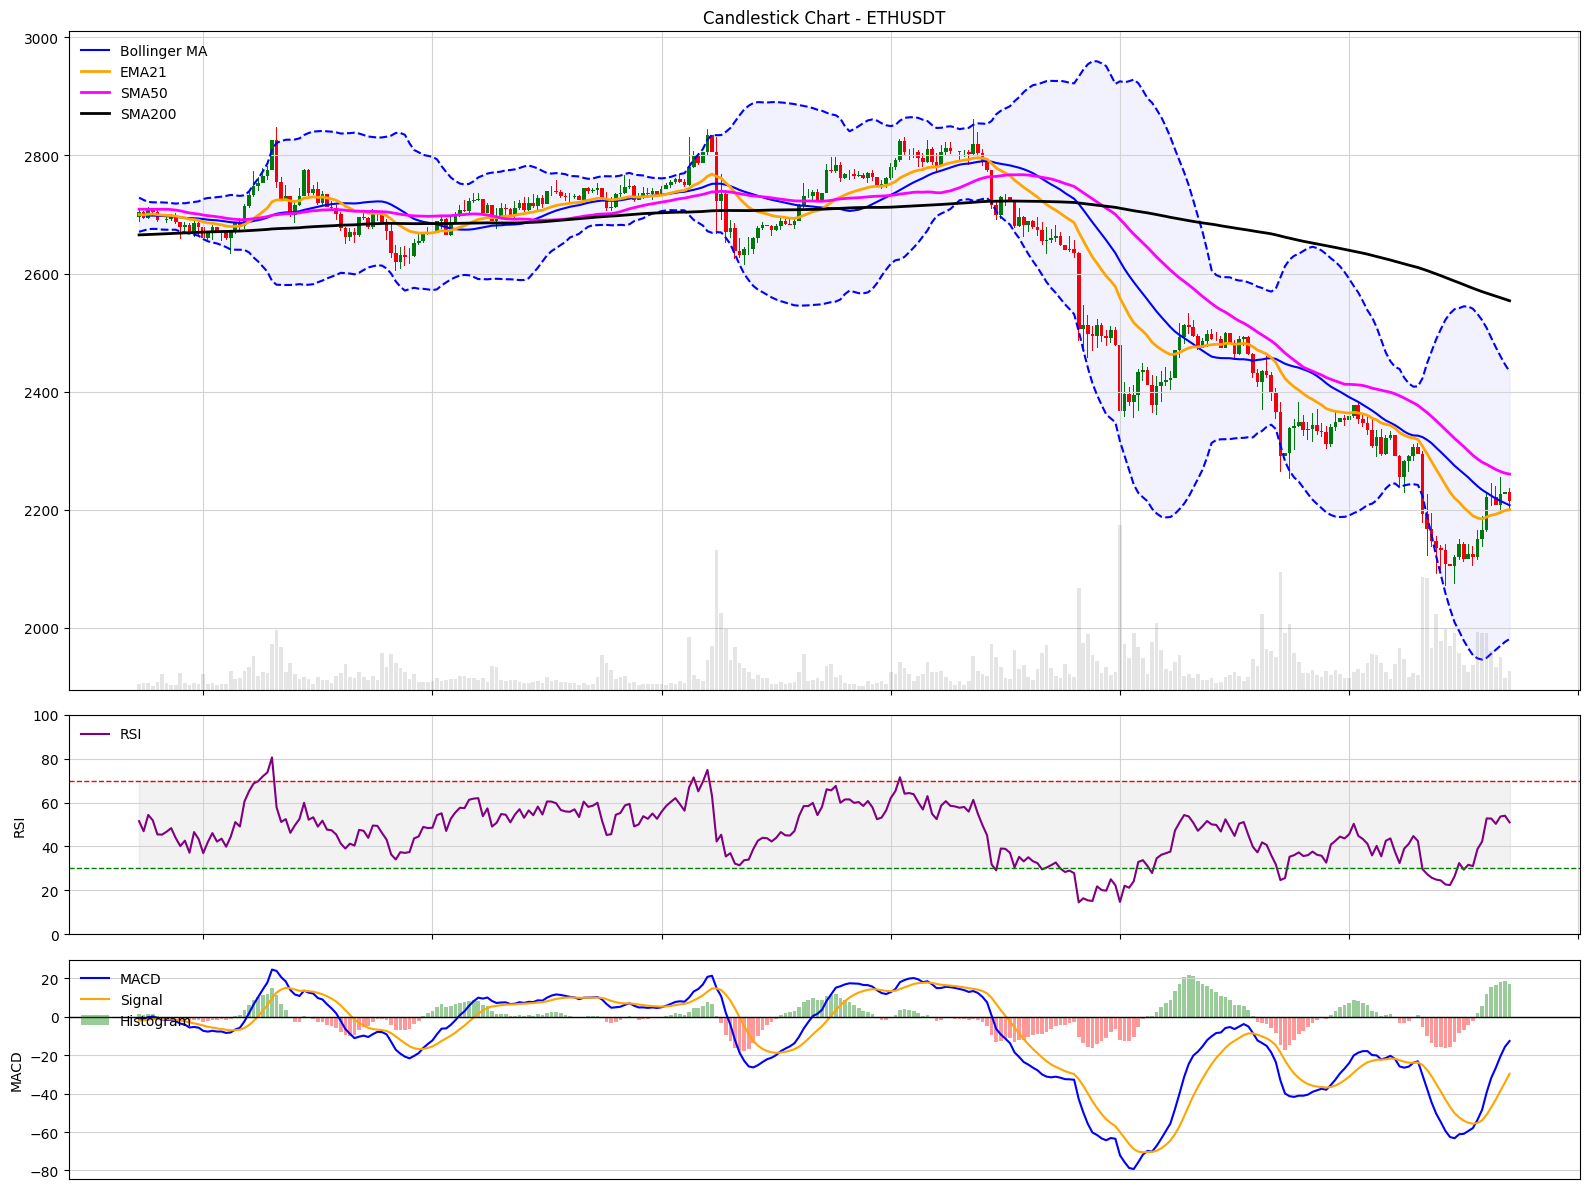 Candlestick Chart - ETHUSDT
3000
2800
2600
2400
2200
2000
Bollinger MA
EMA21
SMA50
SMA200
100
80
60
40
20
0
RSI
RSI
20
0
−20
−40
−60
−80
MACD
MACD
Signal
Histogram